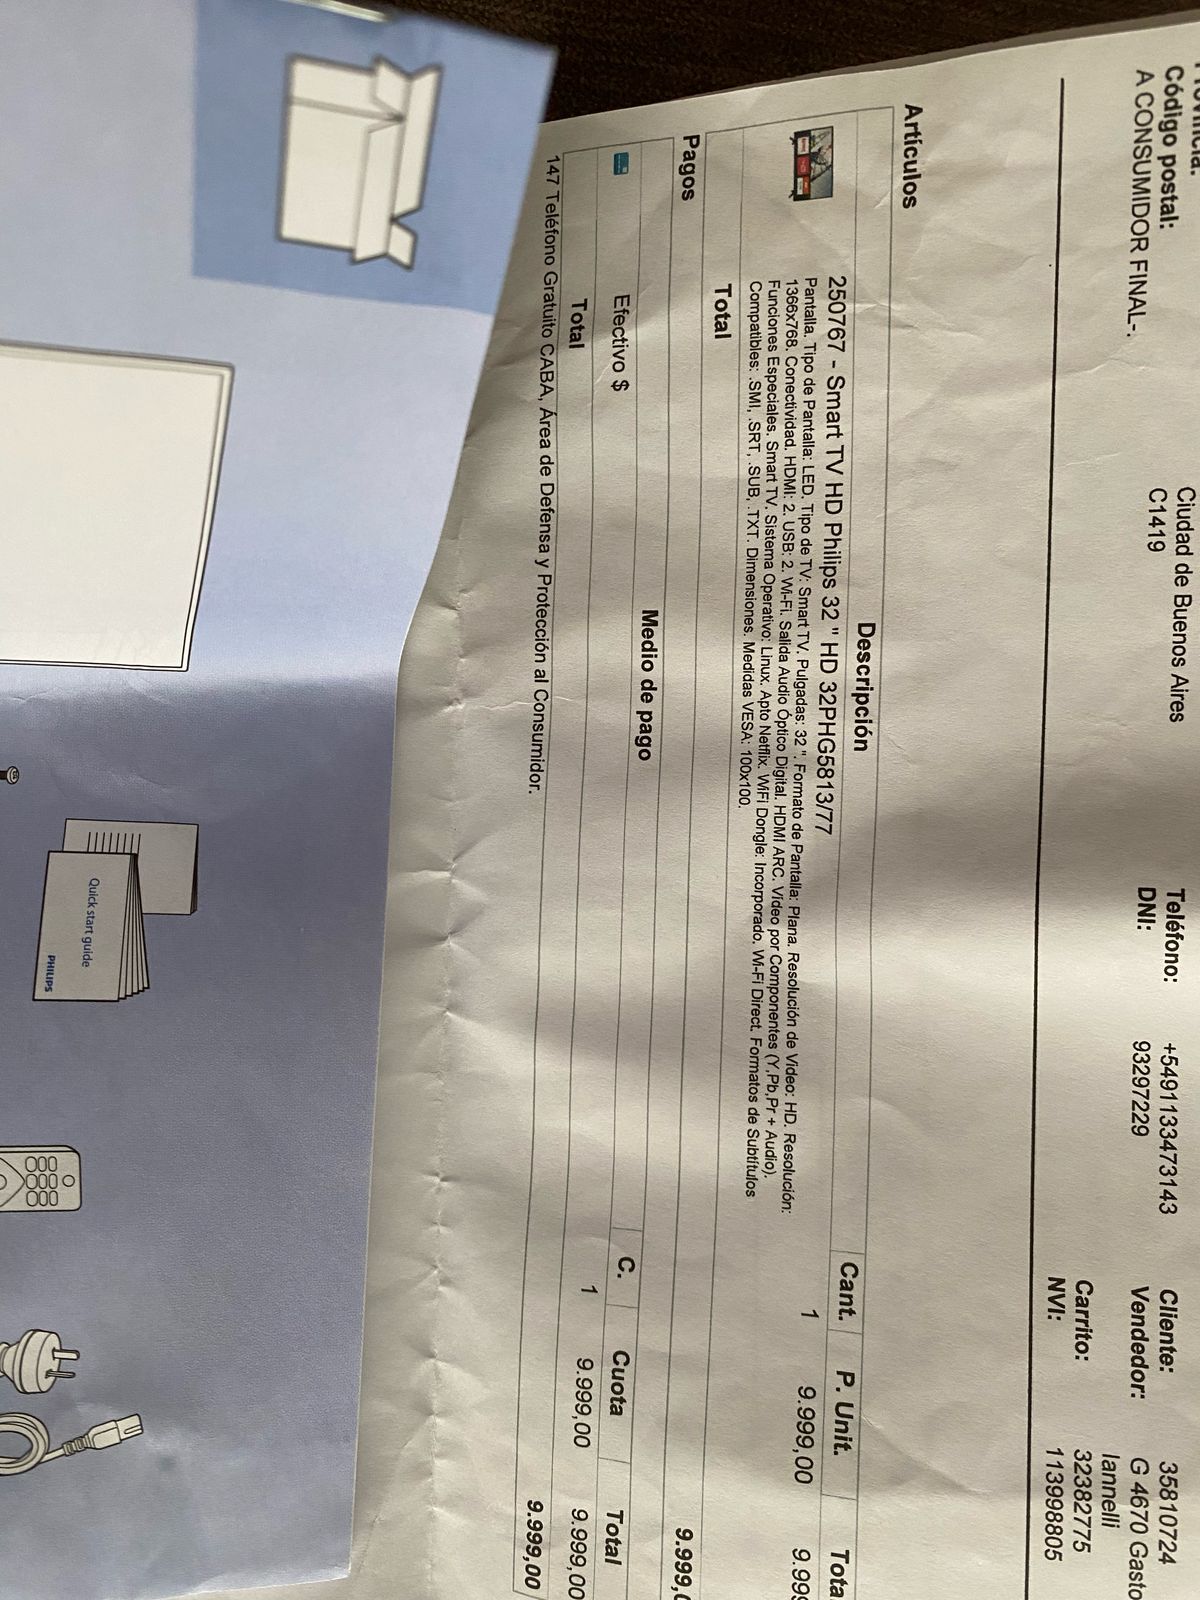 Código postal:
A CONSUMIDOR FINAL-.
Ciudad de Buenos Aires
C1419
Teléfono:
+5491133473143
DNI:
93297229
Cliente:
35810724
Vendedor:
G 4670 Gasto
Iannelli
Carrito:
32382775
NVI:
113998805
Artículos
Descripción Cant. P. Unit. Tota
250767 - Smart TV HD Philips 32 " HD 32PHG5813/77
1 9.999,00 9.999
Pantalla. Tipo de Pantalla: LED. Tipo de TV: Smart TV. Pulgadas: 32 ". Formato de Pantalla: Plana. Resolución de Video: HD. Resolución:
1366x768. Conectividad. HDMI: 2. USB: 2. Wi-Fi. Salida Audio Óptico Digital. HDMI ARC. Video por Componentes (Y,Pb,Pr + Audio).
Funciones Especiales. Smart TV. Sistema Operativo: Linux. Apto Netflix. WiFi Dongle: Incorporado. Wi-Fi Direct. Formatos de Subtítulos
Compatibles: .SMI, .SRT, .SUB, .TXT. Dimensiones. Medidas VESA: 100x100.
Total 9.999,0
Pagos
Medio de pago C. Cuota Total
Efectivo $ 1 9.999,00 9.999,00
Total 9.999,00
147 Teléfono Gratuito CABA, Área de Defensa y Protección al Consumidor.
Quick start guide
PHILIPS